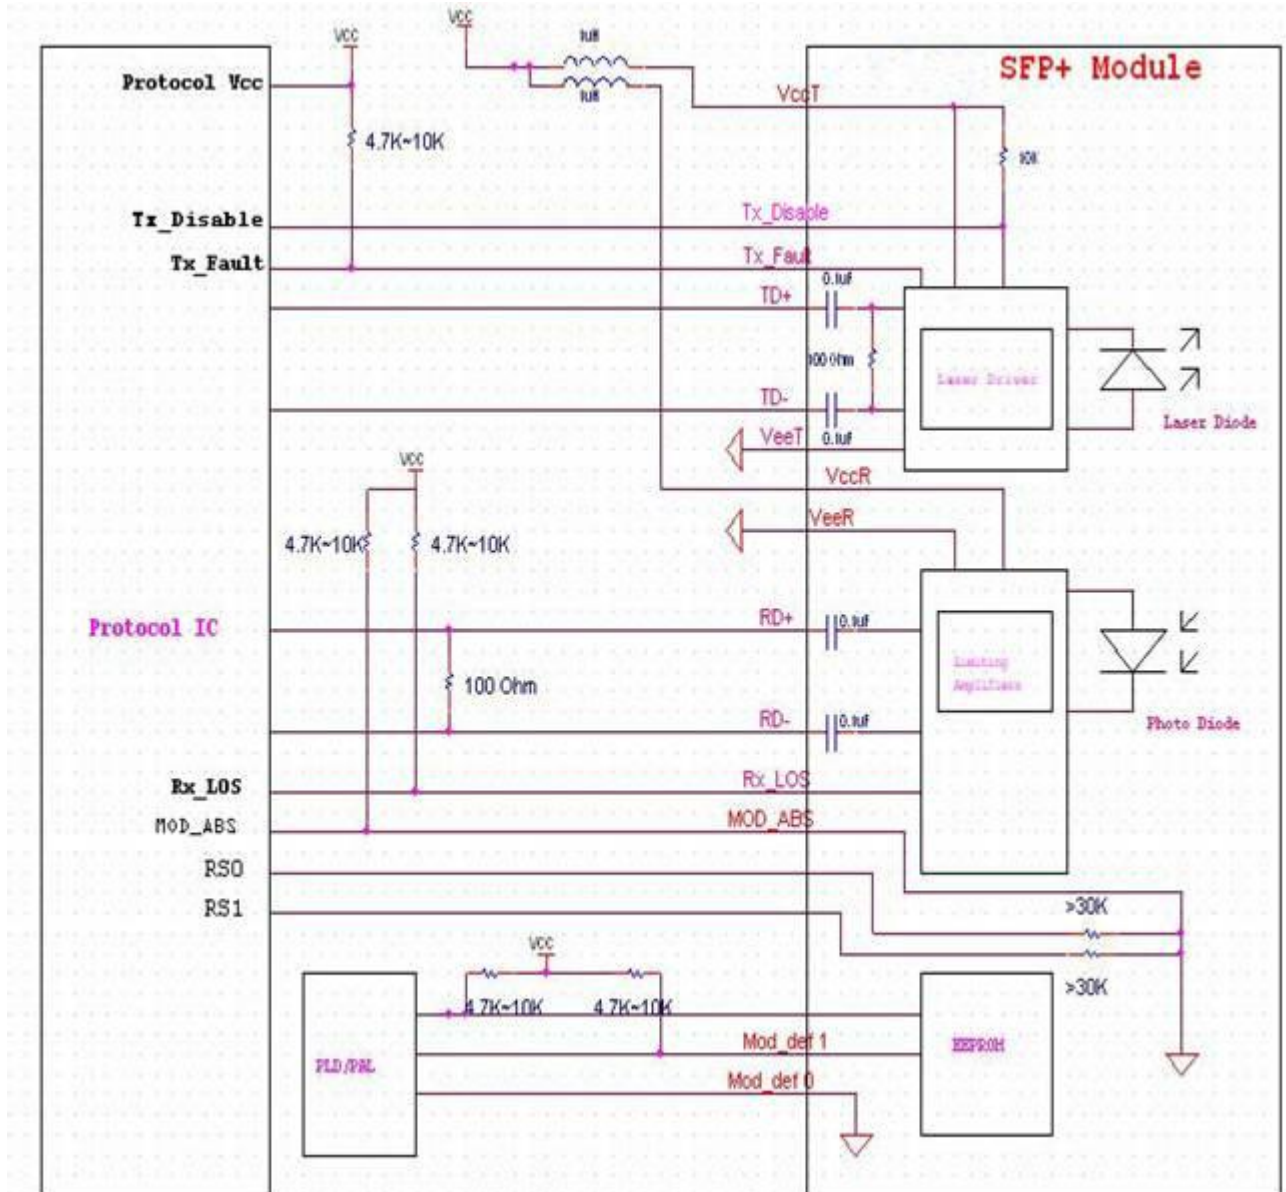 Vcc
Vcc
1uH
SFP+ Module
Protocol Vcc
1uH
VccT
4.7K~10K
10K
Tx_Disable
Tx_Disable
Tx_Fault
Tx_Fault
0.1uf
TD+
100 Ohm
Laser Driver
TD-
Laser Diode
VeeT
0.1uf
Vcc
VccR
VeeR
4.7K~10K
4.7K~10K
Protocol IC
RD+
0.1uf
Limiting
Amplifiers
100 Ohm
RD-
0.1uf
Photo Diode
Rx_LOS
Rx_LOS
MOD_ABS
MOD_ABS
RS0
>30K
RS1
Vcc
>30K
4.7K~10K
4.7K~10K
Mod_def 1
EEPROM
PLD/PAL
Mod_def 0